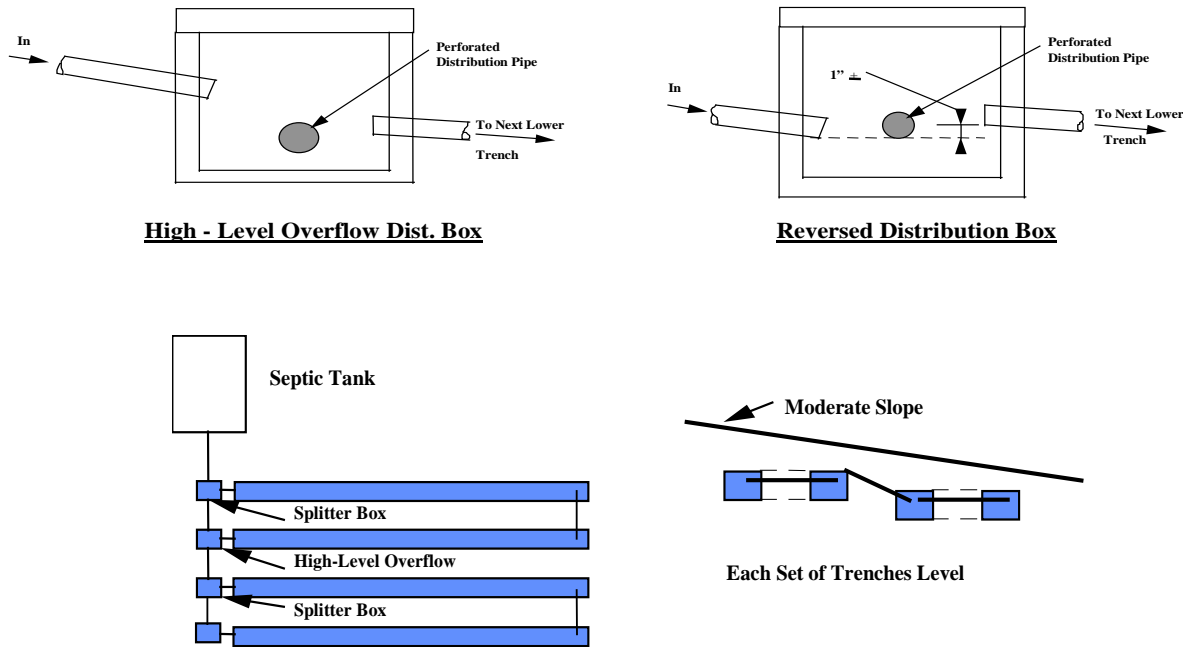 In
Perforated
Distribution Pipe
To Next Lower
Trench
High - Level Overflow Dist. Box
In
1” ±
Perforated
Distribution Pipe
To Next Lower
Trench
Reversed Distribution Box
Septic Tank
Splitter Box
High-Level Overflow
Splitter Box
Moderate Slope
Each Set of Trenches Level